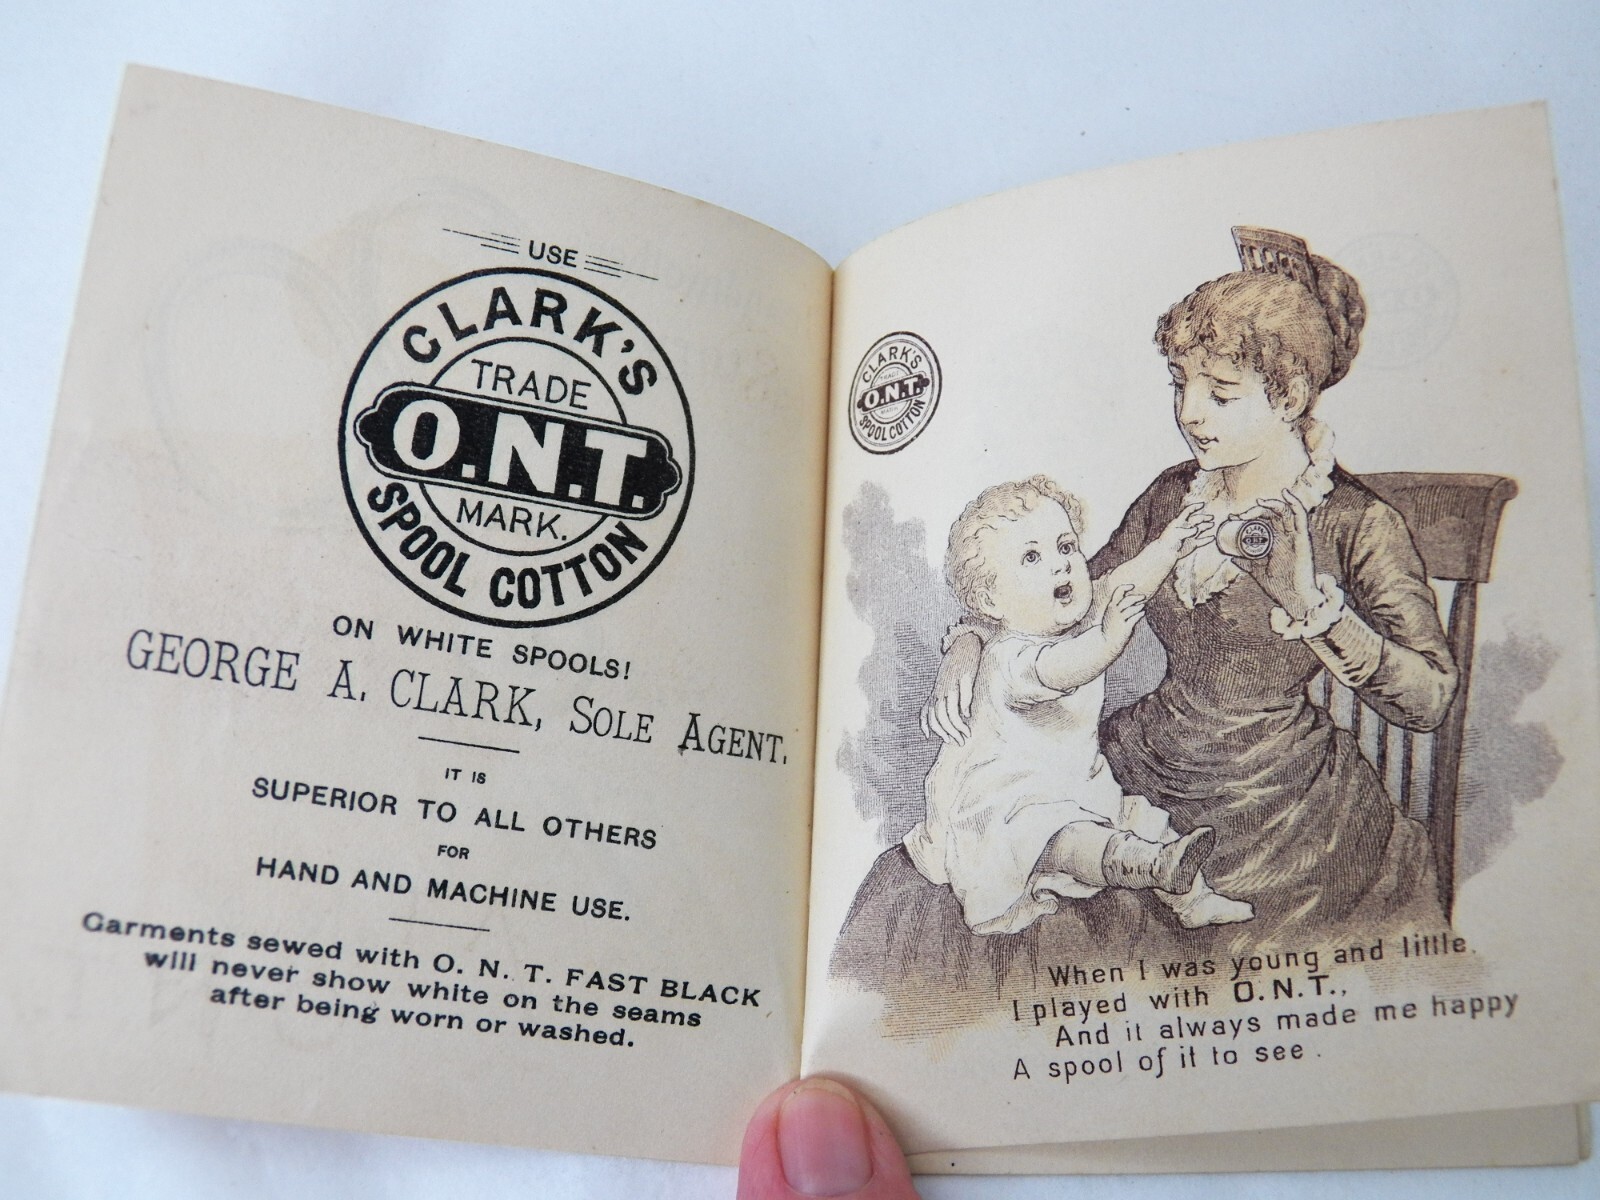 USE
CLARK'S
TRADE
O.N.T.
MARK.
SPOOL COTTON
ON WHITE SPOOLS!
GEORGE A. CLARK, SOLE AGENT.
IT IS
SUPERIOR TO ALL OTHERS
FOR
HAND AND MACHINE USE.
Garments sewed with O. N. T. FAST BLACK
will never show white on the seams
after being worn or washed.
CLARK'S
TRADE
O.N.T.
MARK
SPOOL COTTON
O.N.T.
When I was young and little.
I played with O.N.T.,
And it always made me happy
A spool of it to see.